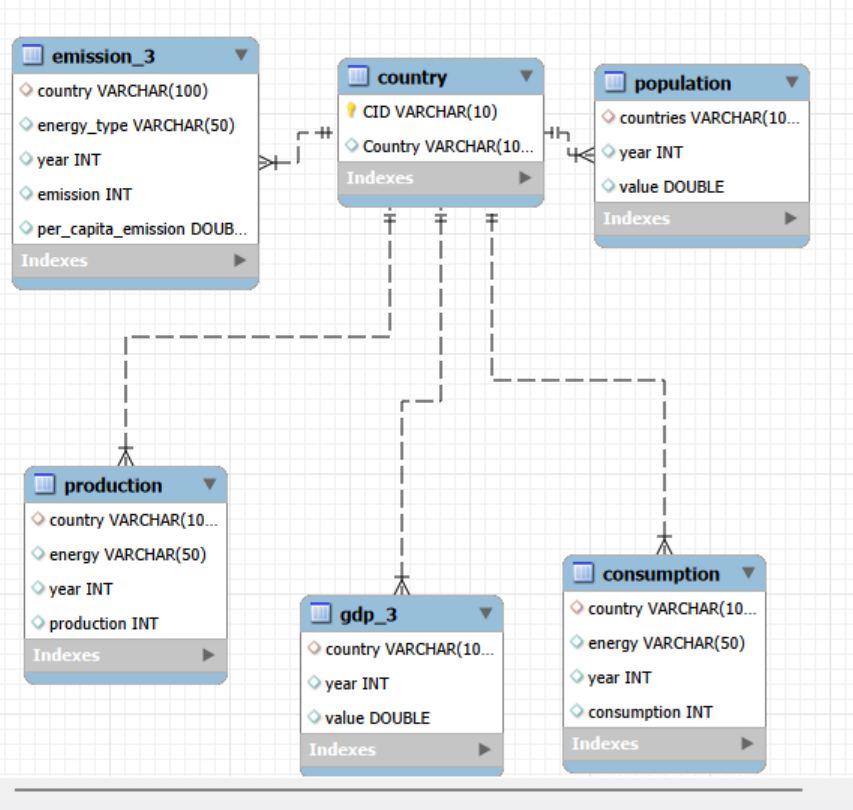 emission_3
country VARCHAR(100)
energy_type VARCHAR(50)
year INT
emission INT
per_capita_emission DOUB...
Indexes
country
CID VARCHAR(10)
Country VARCHAR(10...
Indexes
population
countries VARCHAR(10...
year INT
value DOUBLE
Indexes
production
country VARCHAR(10...
energy VARCHAR(50)
year INT
production INT
Indexes
gdp_3
country VARCHAR(10...
year INT
value DOUBLE
Indexes
consumption
country VARCHAR(10...
energy VARCHAR(50)
year INT
consumption INT
Indexes